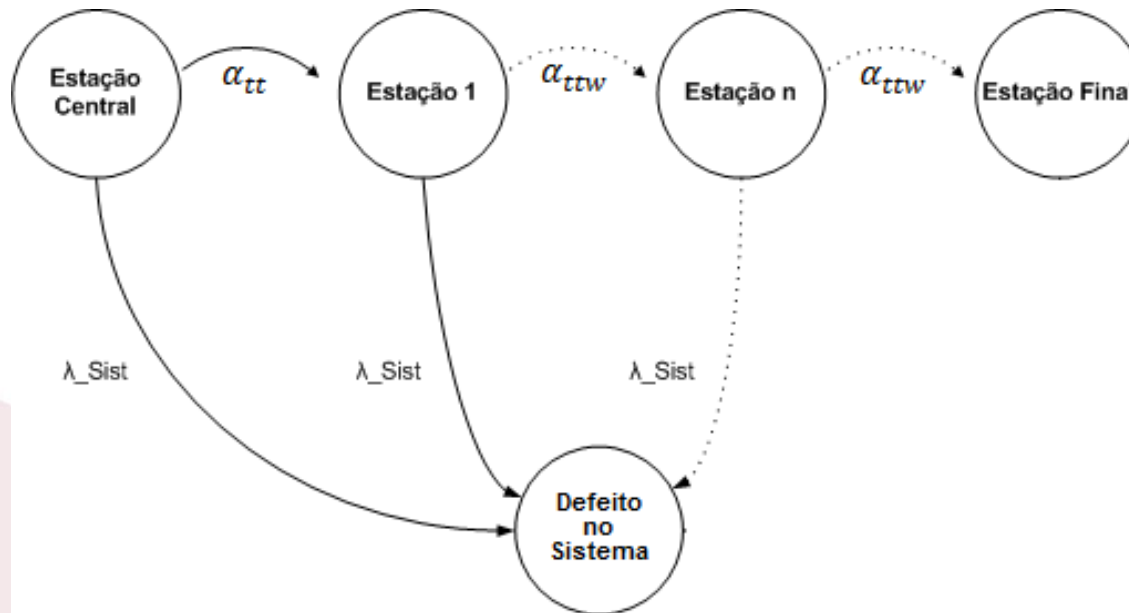 Estação
Central
α_tt
Estação 1
α_ttw
Estação n
α_ttw
Estação Fina
λ_Sist
λ_Sist
λ_Sist
Defeito
no
Sistema